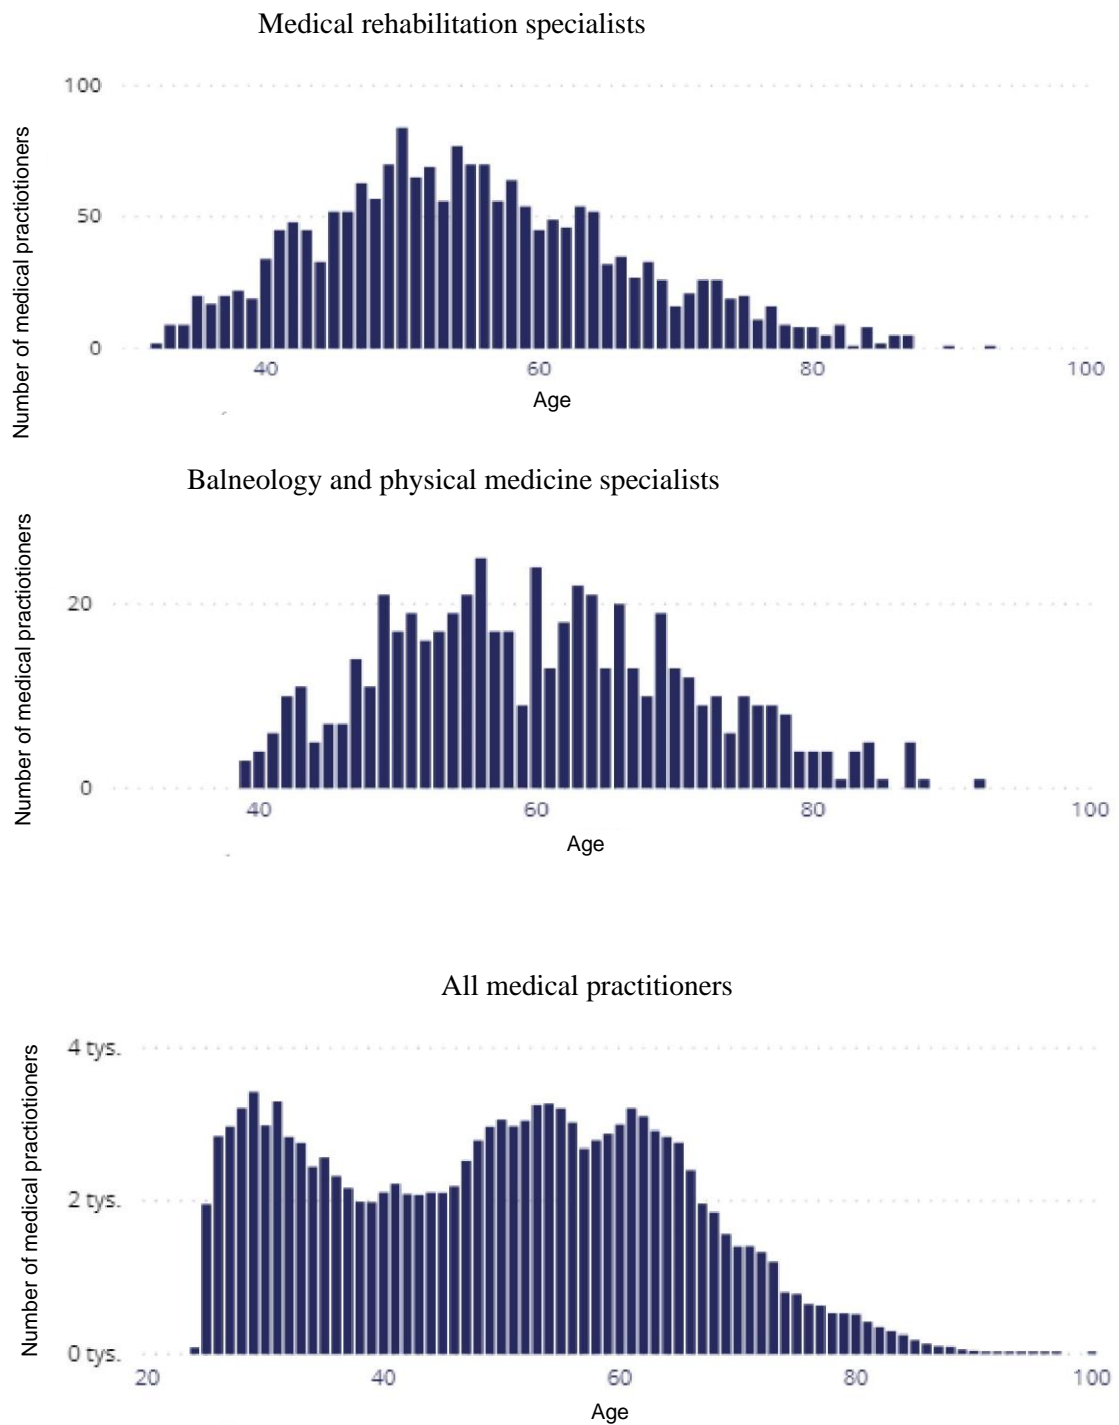 Medical rehabilitation specialists
Number of medical practiotioners
100
50
0
40 60 80 100
Age
Balneology and physical medicine specialists
Number of medical practiotioners
20
0
40 60 80 100
Age
All medical practitioners
Number of medical practiotioners
4 tys.
2 tys.
0 tys.
20 40 60 80 100
Age